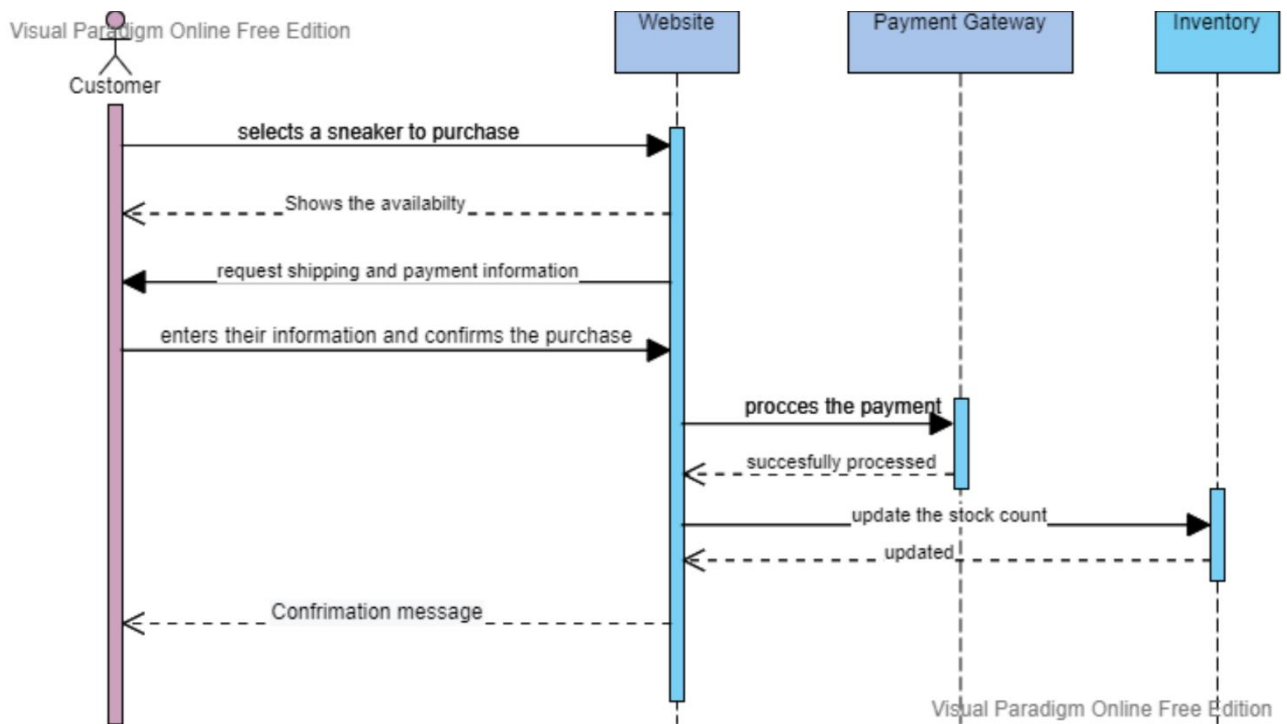 Visual Paradigm Online Free Edition
Website
Payment Gateway
Inventory
Customer
selects a sneaker to purchase
Shows the availabilty
request shipping and payment information
enters their information and confirms the purchase
procces the payment
succesfully processed
update the stock count
updated
Confrimation message
Visual Paradigm Online Free Edition